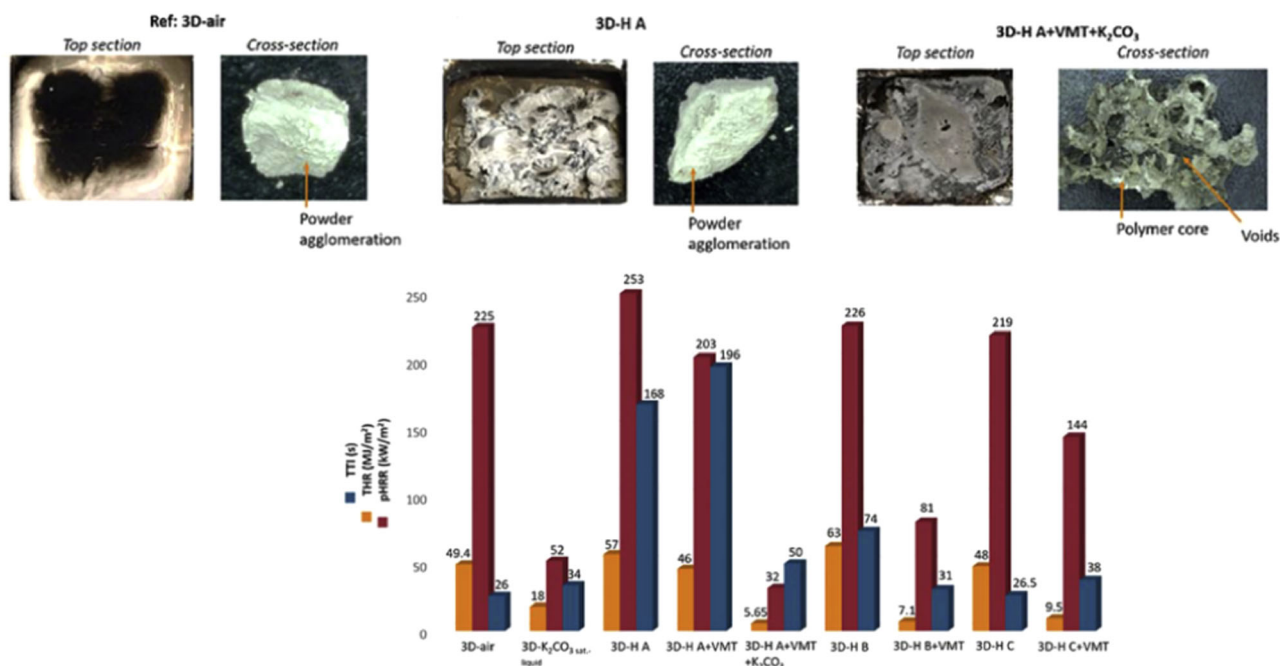 Ref: 3D-air
Top section
Cross-section
Powder
agglomeration
3D-H A
Top section
Cross-section
Powder
agglomeration
3D-H A+VMT+K₂CO₃
Top section
Cross-section
Polymer core
Voids
TTI (s)
THR (MJ/m²)
pHRR (kW/m²)
250
200
150
100
50
0
49.4
225
26
18
52
34
57
253
168
46
203
196
5.65
32
50
63
226
74
7.1
81
31
48
219
26.5
9.5
144
38
3D-air
3D-K₂CO₃ sat.-
liquid
3D-H A
3D-H A+VMT
3D-H A+VMT
+K₂CO₃
3D-H B
3D-H B+VMT
3D-H C
3D-H C+VMT